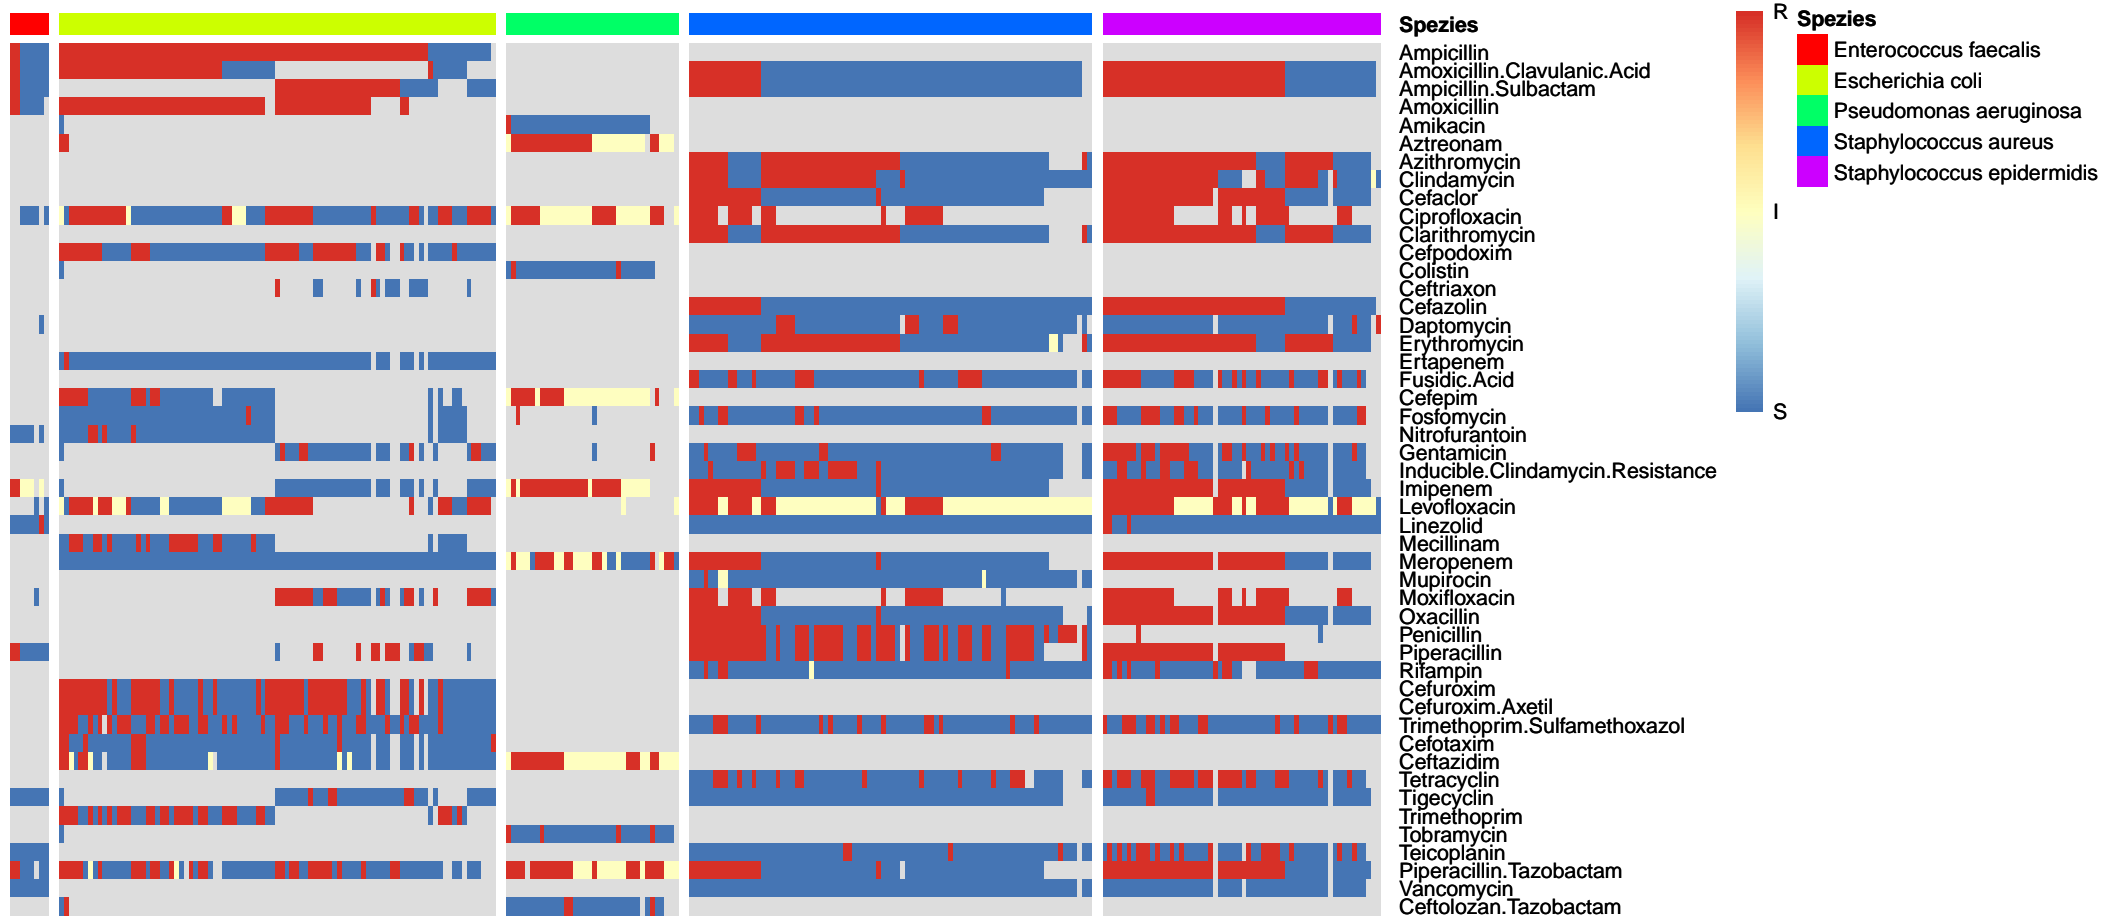 Spezies
Ampicillin
Amoxicillin.Clavulanic.Acid
Ampicillin.Sulbactam
Amoxicillin
Amikacin
Aztreonam
Azithromycin
Clindamycin
Cefaclor
Ciprofloxacin
Clarithromycin
Cefpodoxim
Colistin
Ceftriaxon
Cefazolin
Daptomycin
Erythromycin
Ertapenem
Fusidic.Acid
Cefepim
Fosfomycin
Nitrofurantoin
Gentamicin
Inducible.Clindamycin.Resistance
Imipenem
Levofloxacin
Linezolid
Mecillinam
Meropenem
Mupirocin
Moxifloxacin
Oxacillin
Penicillin
Piperacillin
Rifampin
Cefuroxim
Cefuroxim.Axetil
Trimethoprim.Sulfamethoxazol
Cefotaxim
Ceftazidim
Tetracyclin
Tigecyclin
Trimethoprim
Tobramycin
Teicoplanin
Piperacillin.Tazobactam
Vancomycin
Ceftolozan.Tazobactam
R
I
S
Spezies
Enterococcus faecalis
Escherichia coli
Pseudomonas aeruginosa
Staphylococcus aureus
Staphylococcus epidermidis